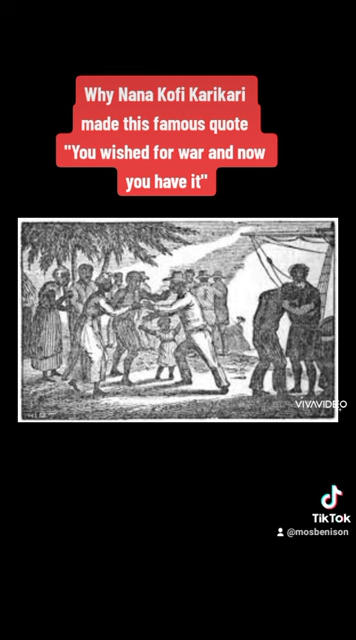 Why Nana Kofi Karikari
made this famous quote
"You wished for war and now
you have it"
VIVAVIDEO
TikTok
@mosbenison